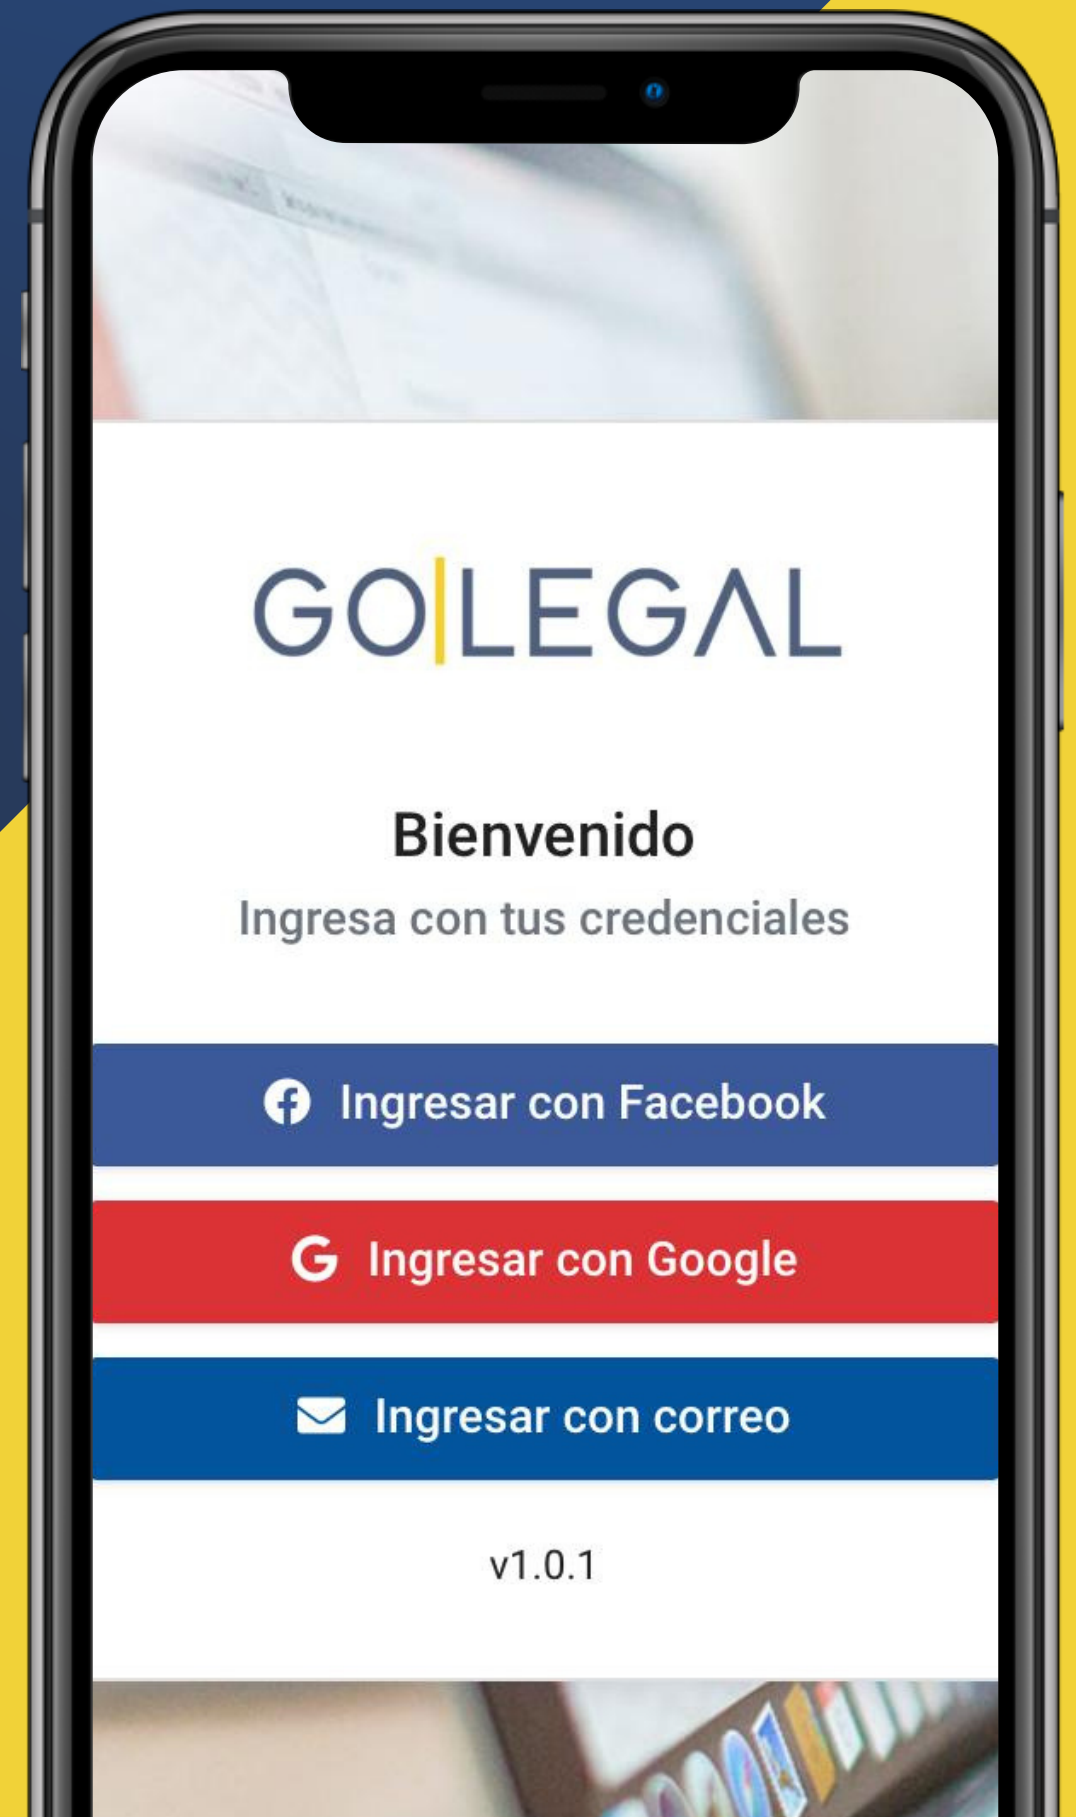 GO|LEGAL
Bienvenido
Ingresa con tus credenciales
Ingresar con Facebook
Ingresar con Google
Ingresar con correo
v1.0.1